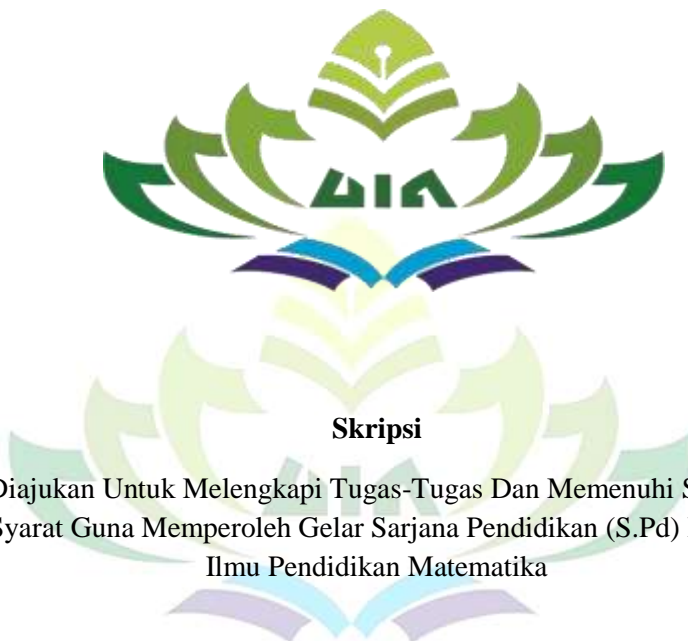 UIN
Skripsi
Diajukan Untuk Melengkapi Tugas-Tugas Dan Memenuhi
Syarat Guna Memperoleh Gelar Sarjana Pendidikan (S.Pd)
Ilmu Pendidikan Matematika